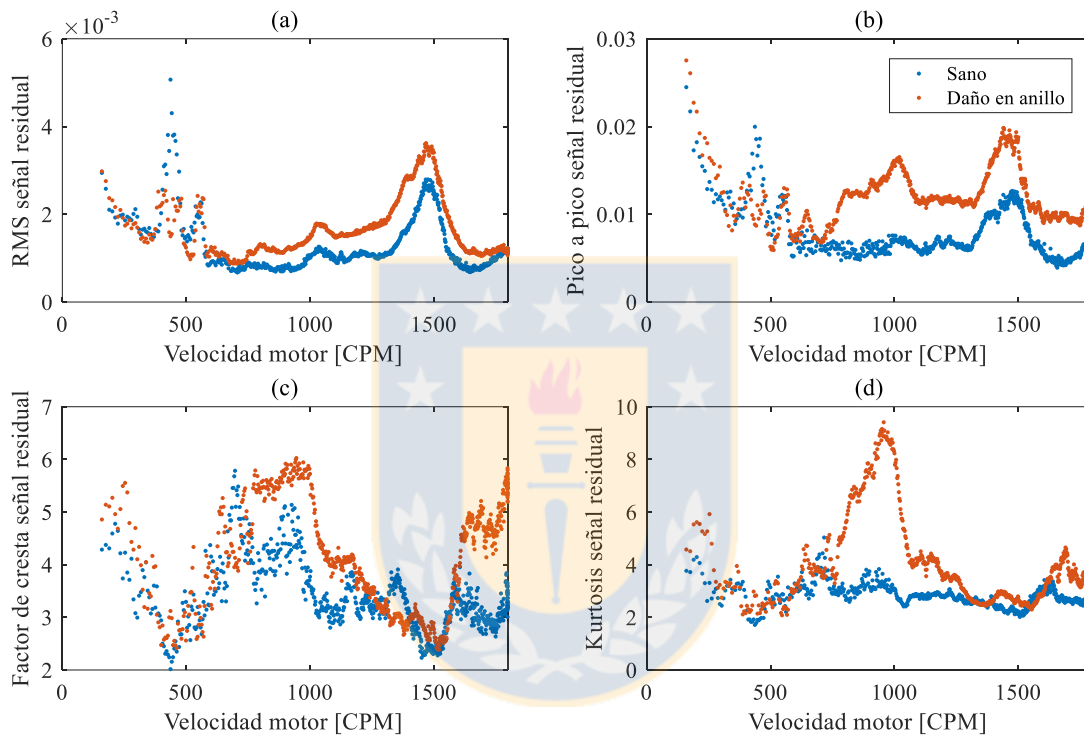 (a)
×10⁻³
RMS señal residual
6
4
2
0
0 500 1000 1500
Velocidad motor [CPM]
(b)
Pico a pico señal residual
0.03
0.02
0.01
0
Sano
Daño en anillo
0 500 1000 1500
Velocidad motor [CPM]
(c)
Factor de cresta señal residual
7
6
5
4
3
2
0 500 1000 1500
Velocidad motor [CPM]
(d)
Kurtosis señal residual
10
8
6
4
2
0
0 500 1000 1500
Velocidad motor [CPM]